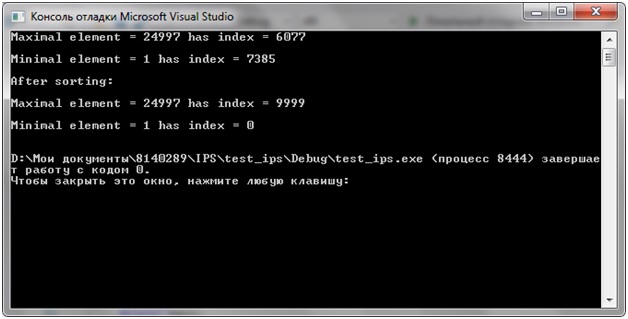 Консоль отладки Microsoft Visual Studio
Maximal element = 24997 has index = 6077
Minimal element = 1 has index = 7385
After sorting:
Maximal element = 24997 has index = 9999
Minimal element = 1 has index = 0
D:\Мои документы\8140289\IPS\test_ips\Debug\test_ips.exe (процесс 8444) завершае
т работу с кодом 0.
Чтобы закрыть это окно, нажмите любую клавишу: